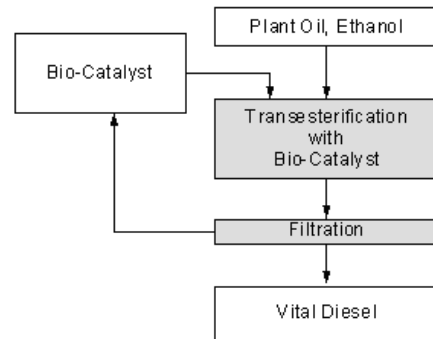 Plant Oil, Ethanol
Bio-Catalyst
Transesterification
with
Bio-Catalyst
Filtration
Vital Diesel